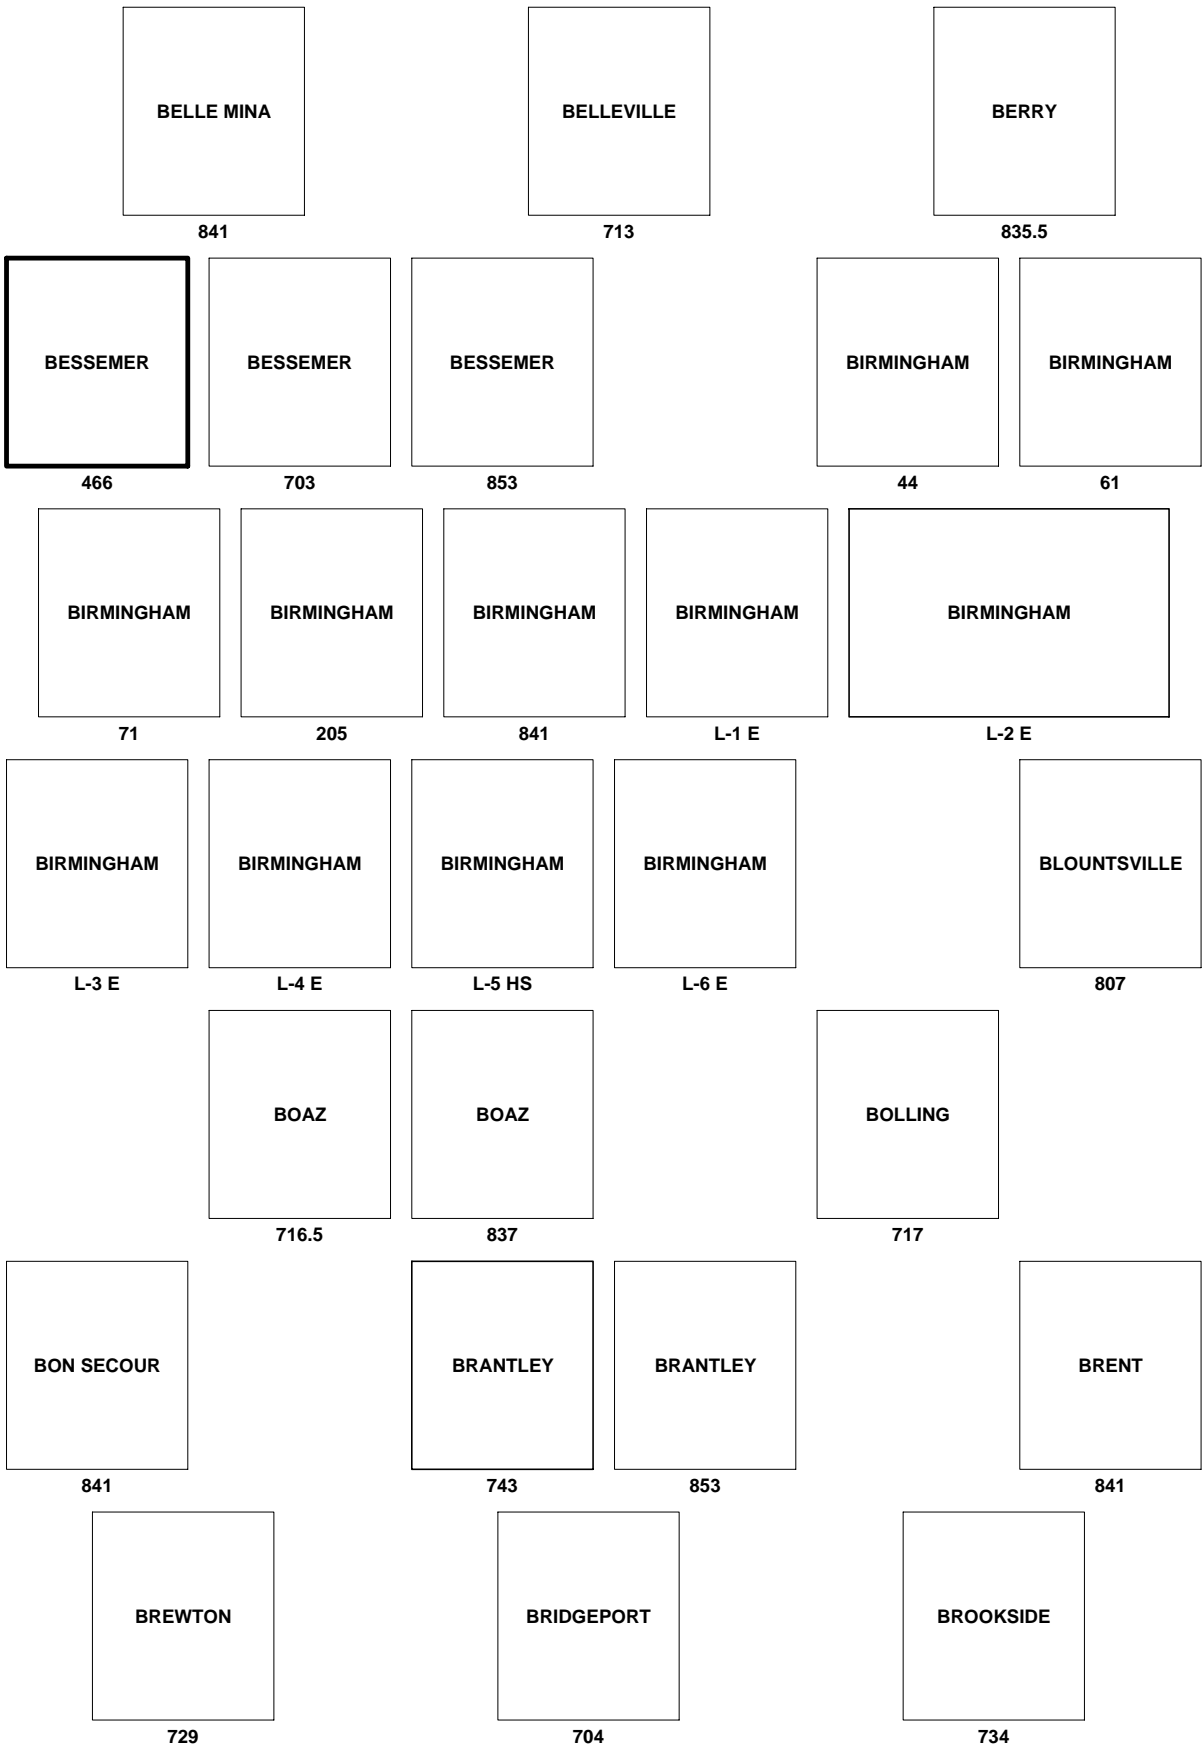 BELLE MINA BELLEVILLE BERRY
841 713 835.5
BESSEMER BESSEMER BESSEMER BIRMINGHAM BIRMINGHAM
466 703 853 44 61
BIRMINGHAM BIRMINGHAM BIRMINGHAM BIRMINGHAM BIRMINGHAM
71 205 841 L-1 E L-2 E
BIRMINGHAM BIRMINGHAM BIRMINGHAM BIRMINGHAM BLOUNTSVILLE
L-3 E L-4 E L-5 HS L-6 E 807
BOAZ BOAZ BOLLING
716.5 837 717
BON SECOUR BRANTLEY BRANTLEY BRENT
841 743 853 841
BREWTON BRIDGEPORT BROOKSIDE
729 704 734